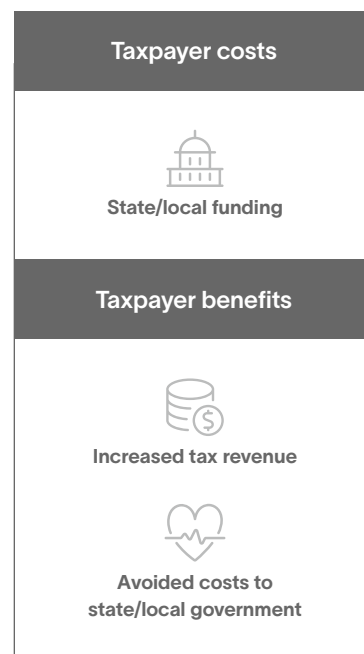 Taxpayer costs
State/local funding
Taxpayer benefits
$
Increased tax revenue
Avoided costs to
state/local government